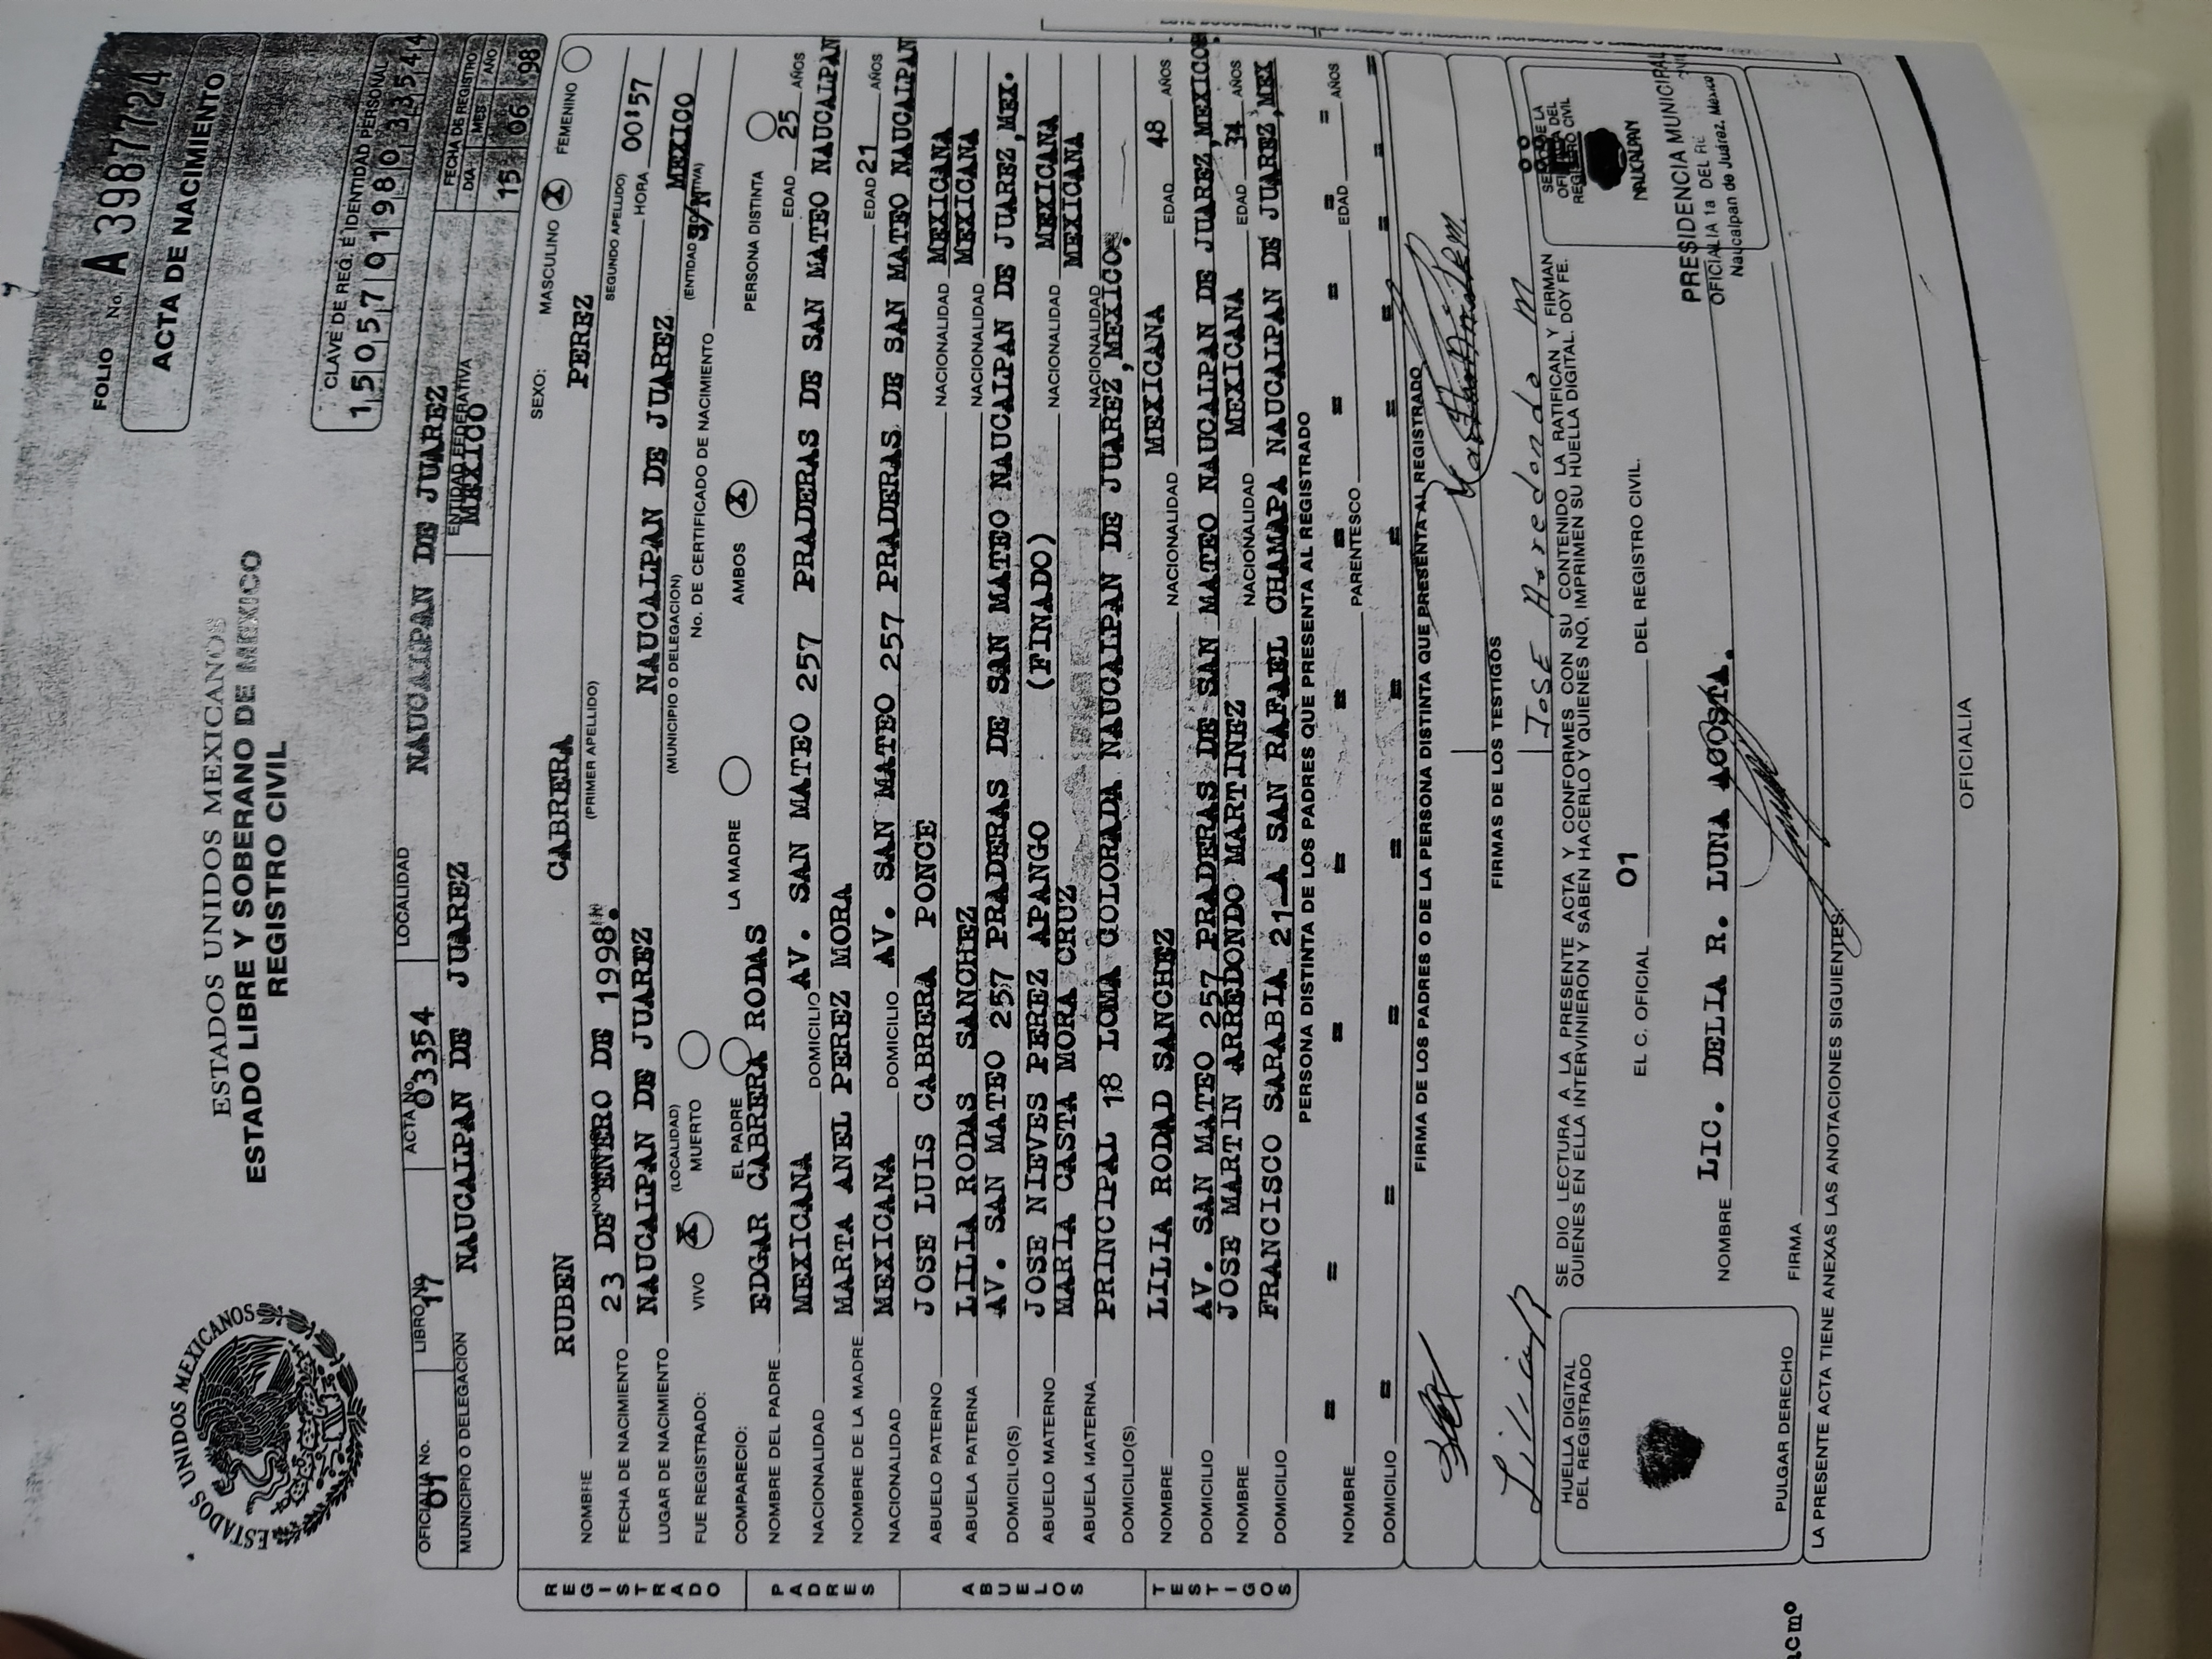 FOLIO No. A 3987724
ESTADOS UNIDOS MEXICANOS
ESTADOS UNIDOS MEXICANOS
ESTADO LIBRE Y SOBERANO DE MEXICO
REGISTRO CIVIL
ACTA DE NACIMIENTO
CLAVE DE REG. E IDENTIDAD PERSONAL
1 5 0 5 7 0 1 9 8 0 3 3 5 4 4
OFICIALIA No. 01 LIBRO No. 17 ACTA No. 03354 LOCALIDAD NAUCALPAN DE JUAREZ
FECHA DE REGISTRO
DIA MES AÑO
15 06 98
MUNICIPIO O DELEGACION NAUCALPAN DE JUAREZ ENTIDAD FEDERATIVA MEXICO
REGISTRADO
SEXO: MASCULINO X FEMENINO
NOMBRE RUBEN CABRERA PEREZ
(NOMBRE) (PRIMER APELLIDO) (SEGUNDO APELLIDO)
FECHA DE NACIMIENTO 23 DE ENERO DE 1998. HORA 00:57
LUGAR DE NACIMIENTO NAUCALPAN DE JUAREZ NAUCALPAN DE JUAREZ MEXICO
(LOCALIDAD) (MUNICIPIO O DELEGACION) (ENTIDAD
FUE REGISTRADO: VIVO X MUERTO No. DE CERTIFICADO DE NACIMIENTO S/N
COMPARECIO: EL PADRE LA MADRE AMBOS X PERSONA DISTINTA
PADRES
NOMBRE DEL PADRE EDGAR CABRERA RODAS EDAD 25 AÑOS
NACIONALIDAD MEXICANA DOMICILIO AV. SAN MATEO 257 PRADERAS DE SAN MATEO NAUCALPAN
NOMBRE DE LA MADRE MARTA ANEL PEREZ MORA EDAD 21 AÑOS
NACIONALIDAD MEXICANA DOMICILIO AV. SAN MATEO 257 PRADERAS DE SAN MATEO NAUCALPAN
ABUELOS
ABUELO PATERNO JOSE LUIS CABRERA PONCE NACIONALIDAD MEXICANA
ABUELA PATERNA LILIA RODAS SANCHEZ NACIONALIDAD MEXICANA
DOMICILIO(S) AV. SAN MATEO 257 PRADERAS DE SAN MATEO NAUCALPAN DE JUAREZ,MEX.
ABUELO MATERNO JOSE NIEVES PEREZ APANGO (FINADO) NACIONALIDAD MEXICANA
ABUELA MATERNA MARIA CASTA MORA CRUZ NACIONALIDAD MEXICANA
DOMICILIO(S) PRINCIPAL 18 LOMA COLORADA NAUCALPAN DE JUAREZ,MEXICO.
TESTIGOS
NOMBRE LILIA RODAD SANCHEZ NACIONALIDAD MEXICANA EDAD 48 AÑOS
DOMICILIO AV. SAN MATEO 257 PRADERAS DE SAN MATEO NAUCALPAN DE JUAREZ,MEXICO.
NOMBRE JOSE MARTIN ARREDONDO MARTINEZ NACIONALIDAD MEXICANA EDAD 34 AÑOS
DOMICILIO FRANCISCO SARABIA 21-A SAN RAFAEL CHAMAPA NAUCALPAN DE JUAREZ,MEX
PERSONA DISTINTA DE LOS PADRES QUE PRESENTA AL REGISTRADO
NOMBRE = = = = = PARENTESCO = = EDAD = = AÑOS
DOMICILIO = = = = = = = = = =
FIRMA DE LOS PADRES O DE LA PERSONA DISTINTA QUE PRESENTA AL REGISTRADO
FIRMAS DE LOS TESTIGOS
Jose Arredondo M
HUELLA DIGITAL
DEL REGISTRADO
PULGAR DERECHO
SE DIO LECTURA A LA PRESENTE ACTA Y CONFORMES CON SU CONTENIDO LA RATIFICAN Y FIRMAN
QUIENES EN ELLA INTERVINIERON Y SABEN HACERLO Y QUIENES NO, IMPRIMEN SU HUELLA DIGITAL. DOY FE.
EL C. OFICIAL 01 DEL REGISTRO CIVIL.
NOMBRE LIC. DELIA R. LUNA ACOSTA.
FIRMA
DE LA
DEL
CIVIL
NAUCALPAN
PRESIDENCIA MUNICIPAL
OFICIALIA 1a DEL
Naucalpan de Juárez, México
LA PRESENTE ACTA TIENE ANEXAS LAS ANOTACIONES SIGUIENTES:
OFICIALIA
acmo